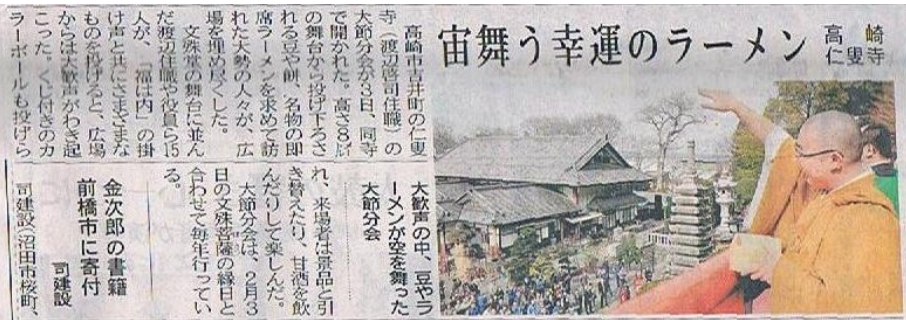 宙舞う幸運のラーメン
高崎
仁叟寺
高崎市吉井町の仁叟
寺(渡辺啓司住職)の
大節分会が3日、同寺
で開かれた。高さ8㍍
の舞台から投げ下ろさ
れる豆や餅、名物の即
席ラーメンを求めて訪
れた大勢の人々が、広
場を埋め尽くした。
文殊堂の舞台に並ん
だ渡辺住職や役員ら15
人が、「福は内」の掛
け声と共にさまざまな
ものを投げると、広場
からは大歓声がわき起
こった。くじ付きのカ
ラーボールも投げら
れ、来場者は景品と引
き替えたり、甘酒を飲
んだりして楽しんだ。
大節分会は、2月3
日の文殊菩薩の縁日と
合わせて毎年行ってい
る。
大歓声の中、豆やラ
ーメンが空を舞った
大節分会
金次郎の書籍
前橋市に寄付
司建設
司建設(沼田市桜町、